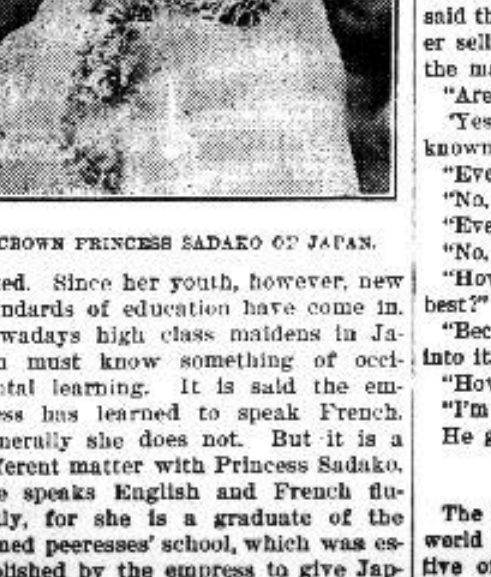 CROWN PRINCESS SADAKO OF JAPAN.
ed. Since her youth, however, new
ndards of education have come in.
wadays high class maidens in Ja-
n must know something of occi-
ntal learning. It is said the em-
ess has learned to speak French.
nerally she does not. But it is a
ferent matter with Princess Sadako.
e speaks English and French flu-
ly, for she is a graduate of the
ned peeresses' school, which was es-
blished by the empress to give Jap-
said th
er sell
the ma
"Are
"Yes
known
"Eve
"No,
"Eve
"No,
"How
best?"
"Bec
into it
"How
"I'm
He g
The
world
tive o